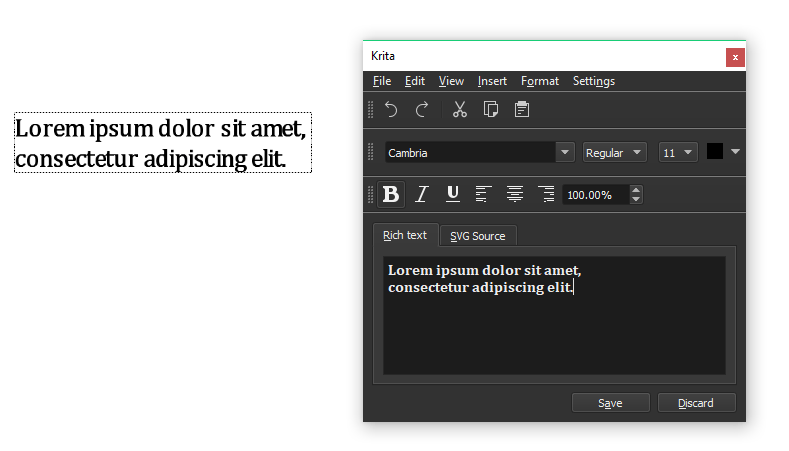 Lorem ipsum dolor sit amet,
consectetur adipiscing elit.
Krita
x
File Edit View Insert Format Settings
Cambria Regular 11
B I U 100.00%
Rich text SVG Source
Lorem ipsum dolor sit amet,
consectetur adipiscing elit.
Save Discard